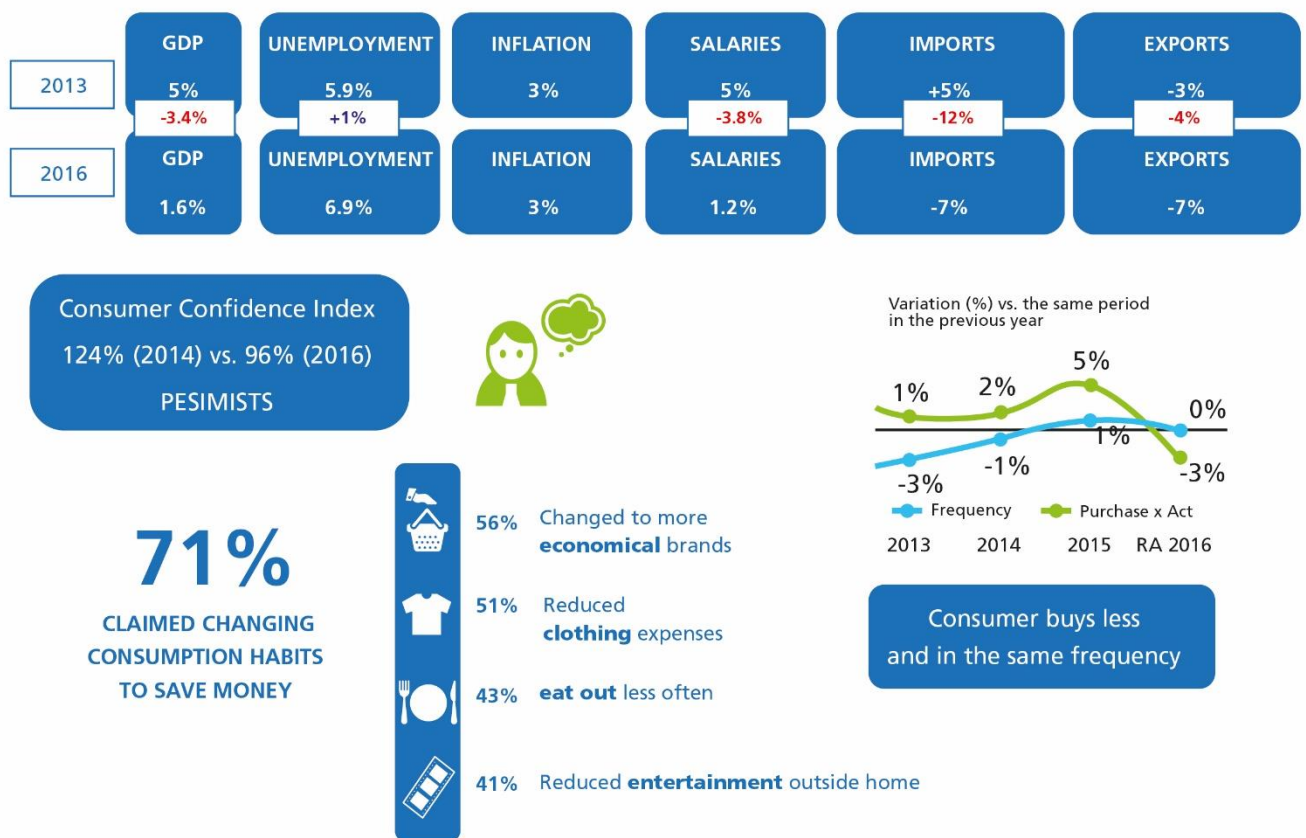 GDP
UNEMPLOYMENT
INFLATION
SALARIES
IMPORTS
EXPORTS
2013
5%
5.9%
3%
5%
+5%
-3%
-3.4%
+1%
-3.8%
-12%
-4%
GDP
UNEMPLOYMENT
INFLATION
SALARIES
IMPORTS
EXPORTS
2016
1.6%
6.9%
3%
1.2%
-7%
-7%
Consumer Confidence Index
124% (2014) vs. 96% (2016)
PESIMISTS
71%
CLAIMED CHANGING
CONSUMPTION HABITS
TO SAVE MONEY
56% Changed to more
economical brands
51% Reduced
clothing expenses
43% eat out less often
41% Reduced entertainment outside home
Variation (%) vs. the same period
in the previous year
1%
2%
5%
0%
-3%
-1%
1%
-3%
Frequency
Purchase x Act
2013
2014
2015
RA 2016
Consumer buys less
and in the same frequency